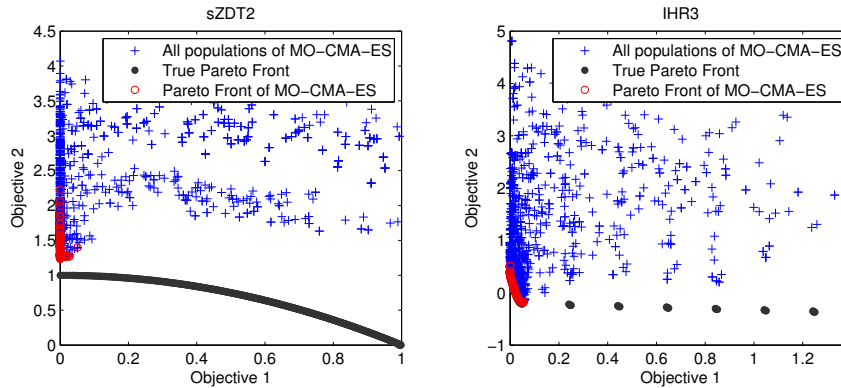 sZDT2
4.5
4
3.5
3
2.5
2
1.5
1
0.5
0
0 0.2 0.4 0.6 0.8 1
Objective 1
Objective 2
All populations of MO−CMA−ES
True Pareto Front
Pareto Front of MO−CMA−ES
IHR3
5
4
3
2
1
0
−1
0 0.2 0.4 0.6 0.8 1 1.2
Objective 1
Objective 2
All populations of MO−CMA−ES
True Pareto Front
Pareto Front of MO−CMA−ES